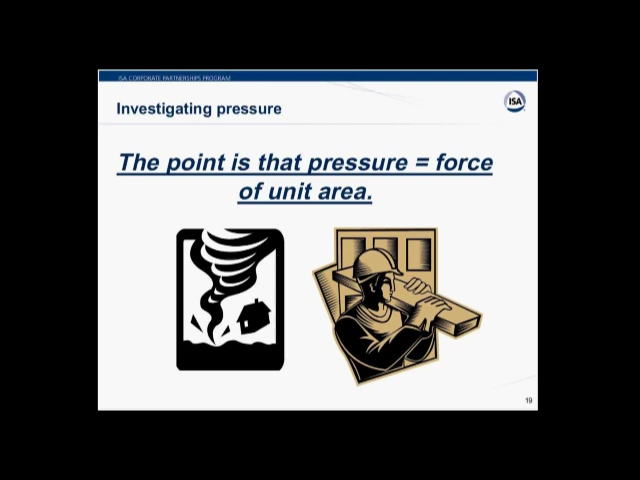 ISA CORPORATE PARTNERSHIPS PROGRAM
Investigating pressure
ISA
The point is that pressure = force
of unit area.
19